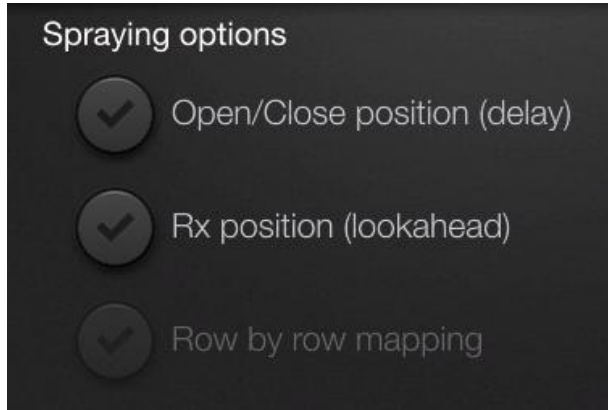 Spraying options
Open/Close position (delay)
Rx position (lookahead)
Row by row mapping